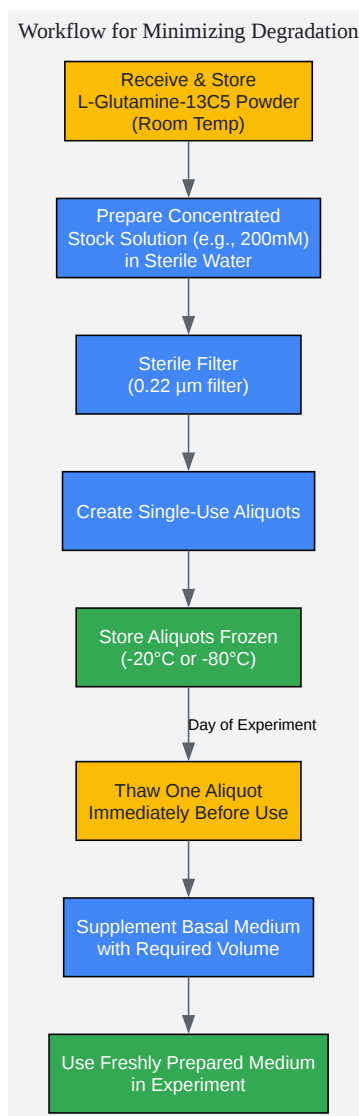 Workflow for Minimizing Degradation
Receive & Store
L-Glutamine-13C5 Powder
(Room Temp)
Prepare Concentrated
Stock Solution (e.g., 200mM)
in Sterile Water
Sterile Filter
(0.22 µm filter)
Create Single-Use Aliquots
Store Aliquots Frozen
(-20°C or -80°C)
Day of Experiment
Thaw One Aliquot
Immediately Before Use
Supplement Basal Medium
with Required Volume
Use Freshly Prepared Medium
in Experiment